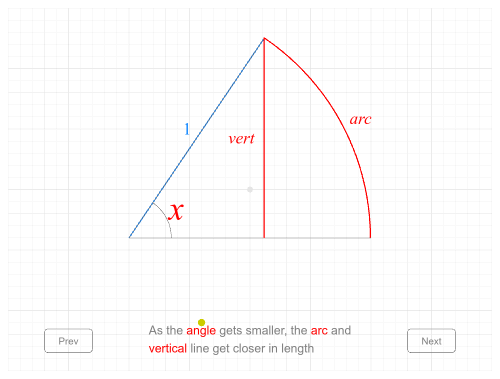 1
vert
arc
x
As the angle gets smaller, the arc and
vertical line get closer in length
Prev
Next